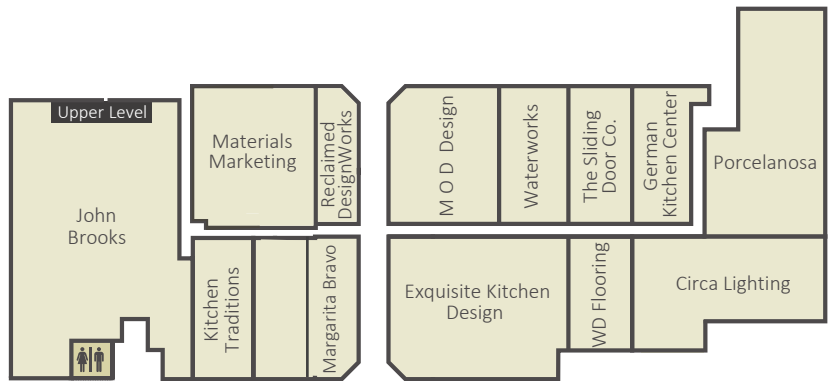 Upper Level
John
Brooks
Materials
Marketing
Reclaimed
DesignWorks
M O D Design
Waterworks
The Sliding
Door Co.
German
Kitchen Center
Porcelanosa
Kitchen
Traditions
Margarita Bravo
Exquisite Kitchen
Design
WD Flooring
Circa Lighting